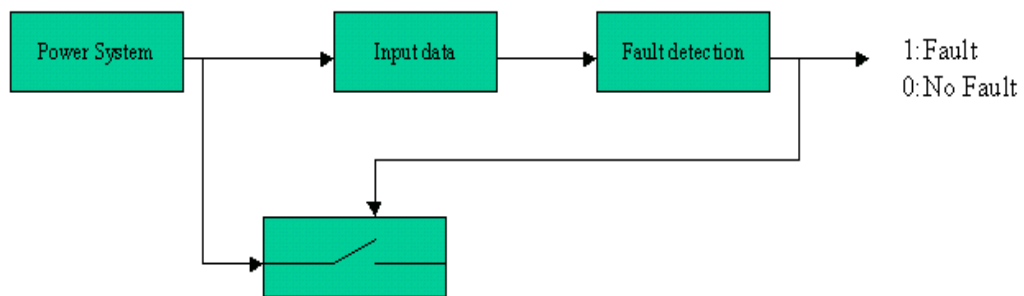 Power System
Input data
Fault detection
1:Fault
0:No Fault